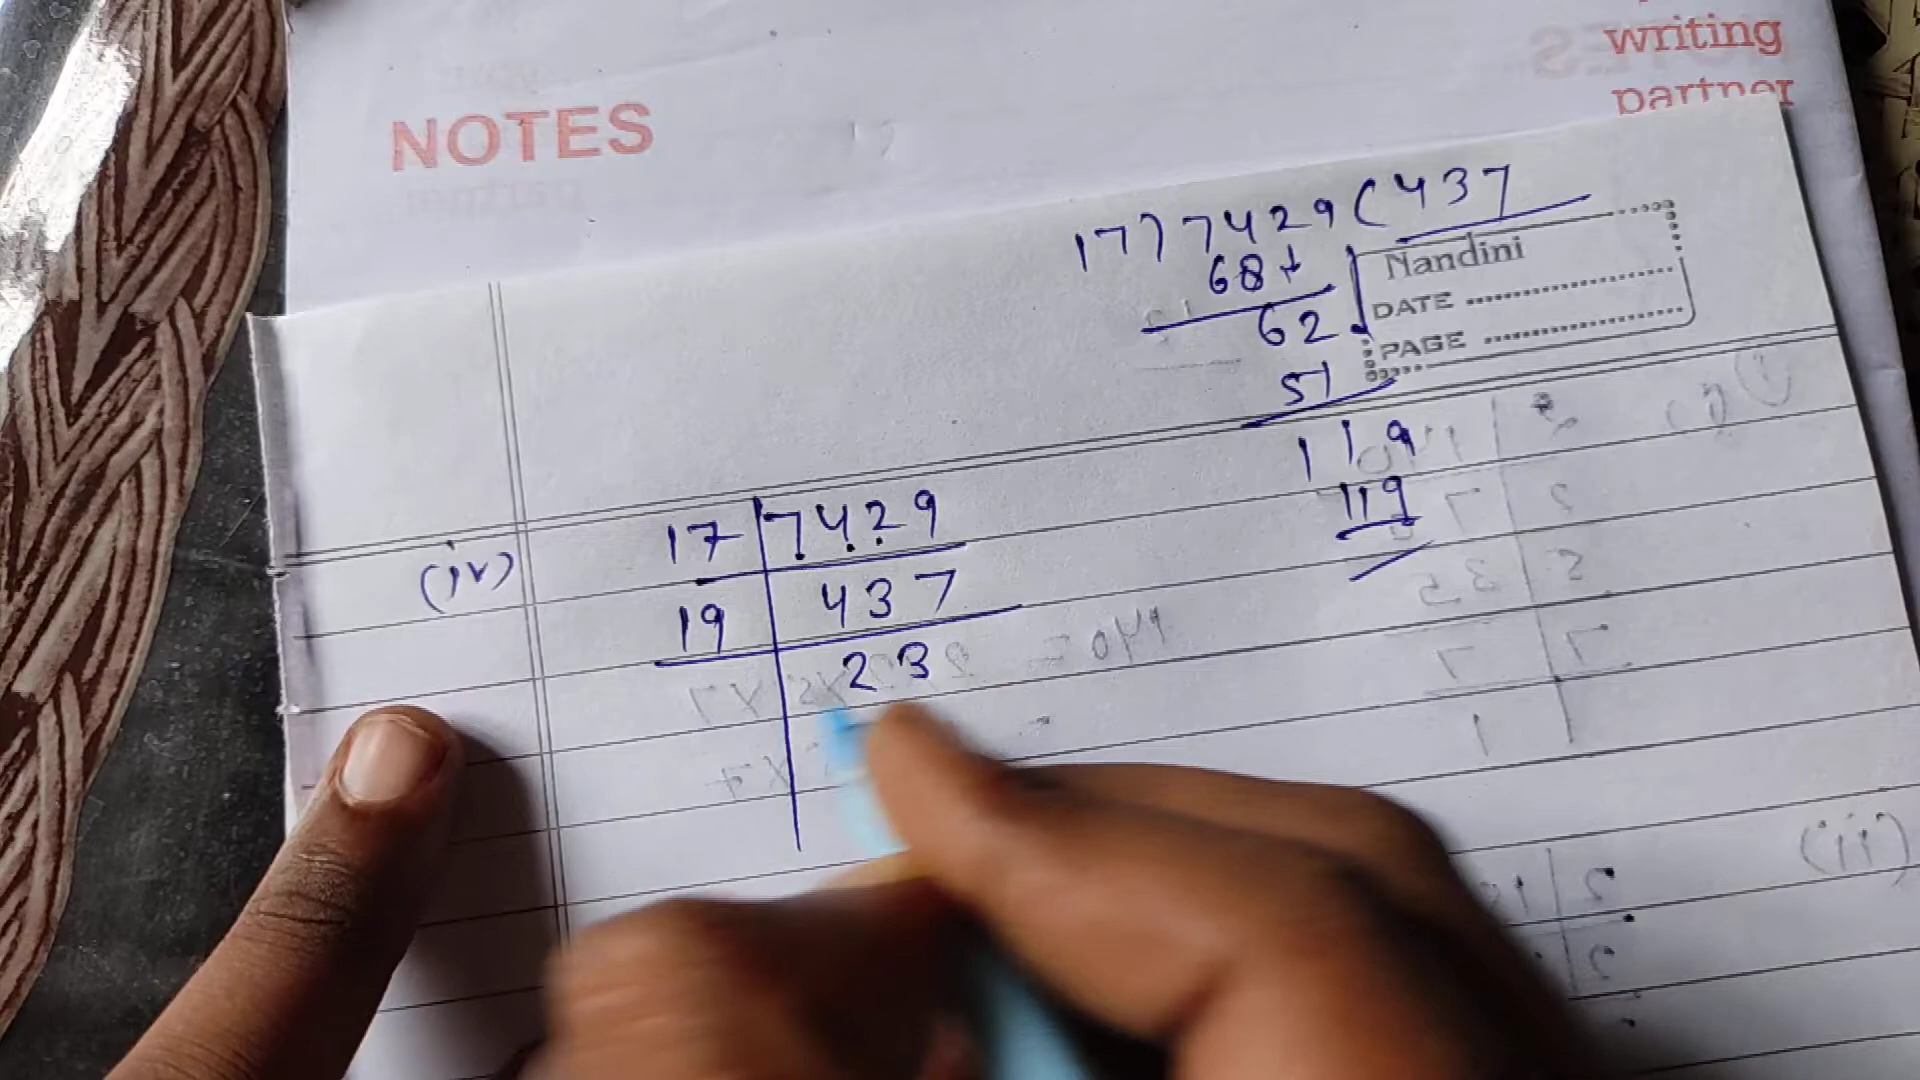 writing
partner
NOTES
17) 7429 ( 437
68↓
62
51
119
119
Nandini
DATE
PAGE
(iv)
17 | 7429
19 | 437
23